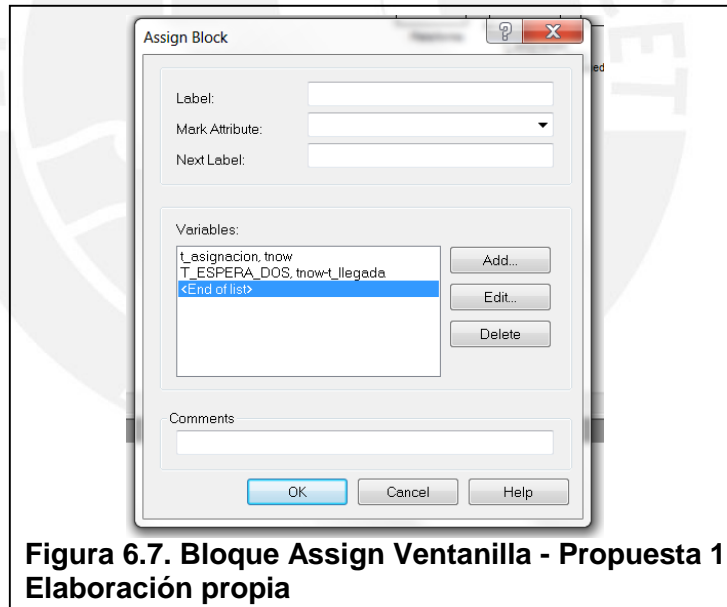 Assign Block
Label:
Mark Attribute:
Next Label:
Variables:
t_asignacion, tnow
T_ESPERA_DOS, tnow-t_llegada
<End of list>
Add...
Edit...
Delete
Comments
OK
Cancel
Help
Figura 6.7. Bloque Assign Ventanilla - Propuesta 1
Elaboración propia